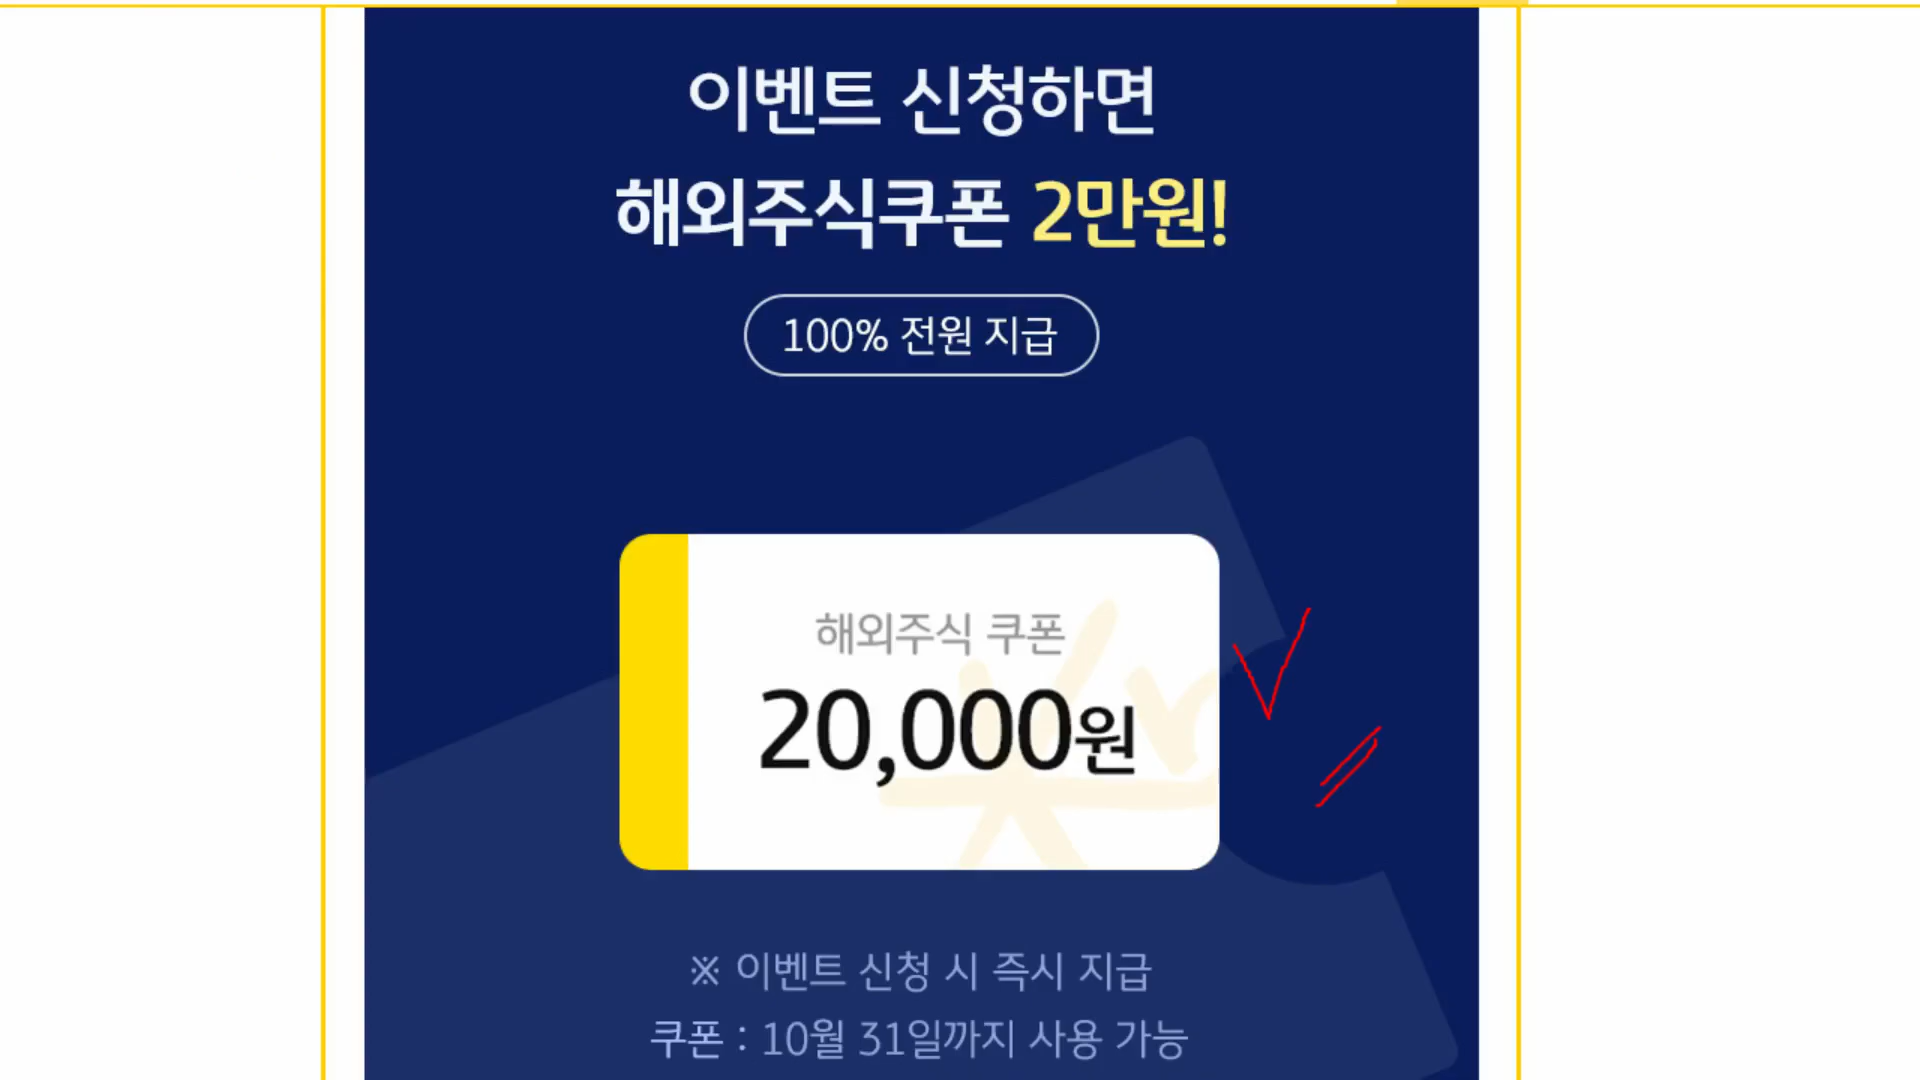 이벤트 신청하면
해외주식쿠폰 2만원!
100% 전원 지급
해외주식 쿠폰
20,000원
※ 이벤트 신청 시 즉시 지급
쿠폰 : 10월 31일까지 사용 가능